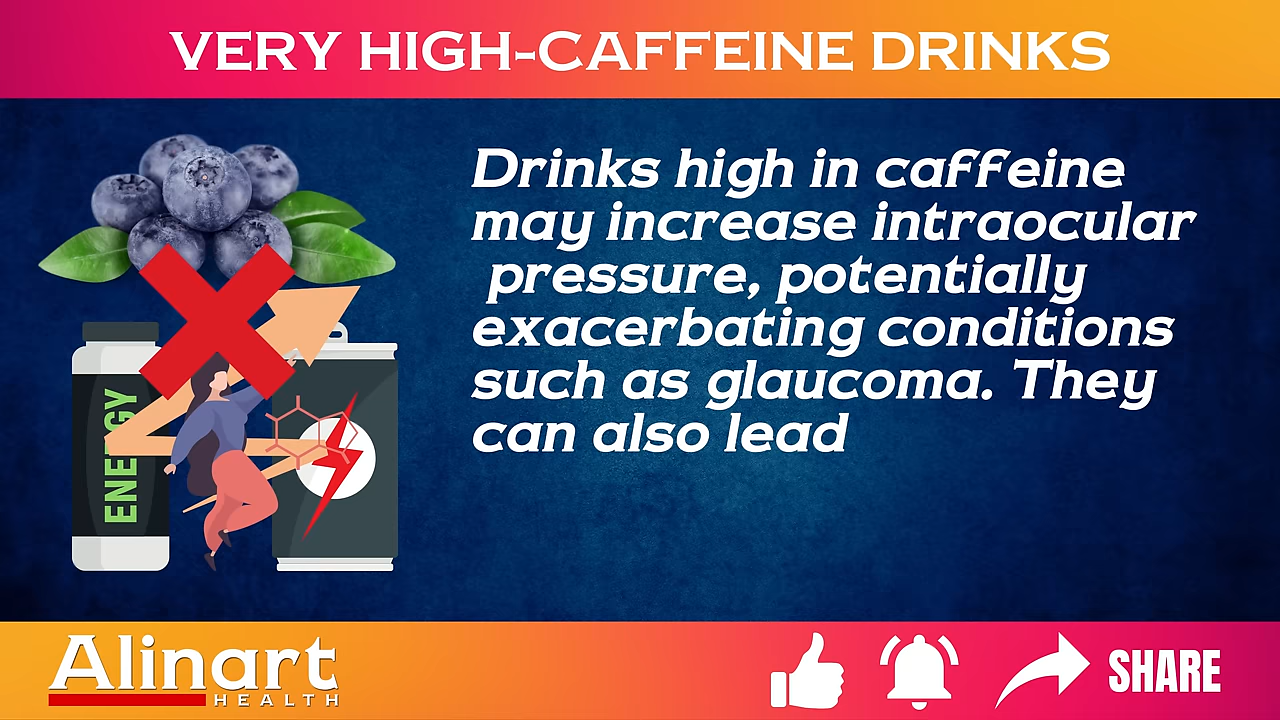 VERY HIGH-CAFFEINE DRINKS
Drinks high in caffeine
may increase intraocular
pressure, potentially
exacerbating conditions
such as glaucoma. They
can also lead
ENERGY
Alinart
HEALTH
SHARE